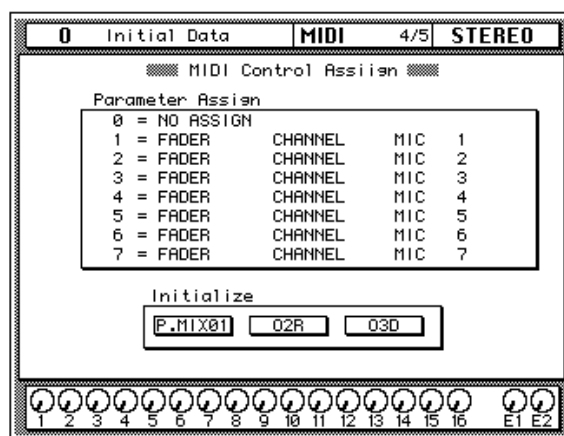 0 Initial Data MIDI 4/5 STEREO
MIDI Control Assiign
Parameter Assign
0 = NO ASSIGN
1 = FADER CHANNEL MIC 1
2 = FADER CHANNEL MIC 2
3 = FADER CHANNEL MIC 3
4 = FADER CHANNEL MIC 4
5 = FADER CHANNEL MIC 5
6 = FADER CHANNEL MIC 6
7 = FADER CHANNEL MIC 7
Initialize
P.MIX01 02R 03D
1 2 3 4 5 6 7 8 9 10 11 12 13 14 15 16 E1 E2